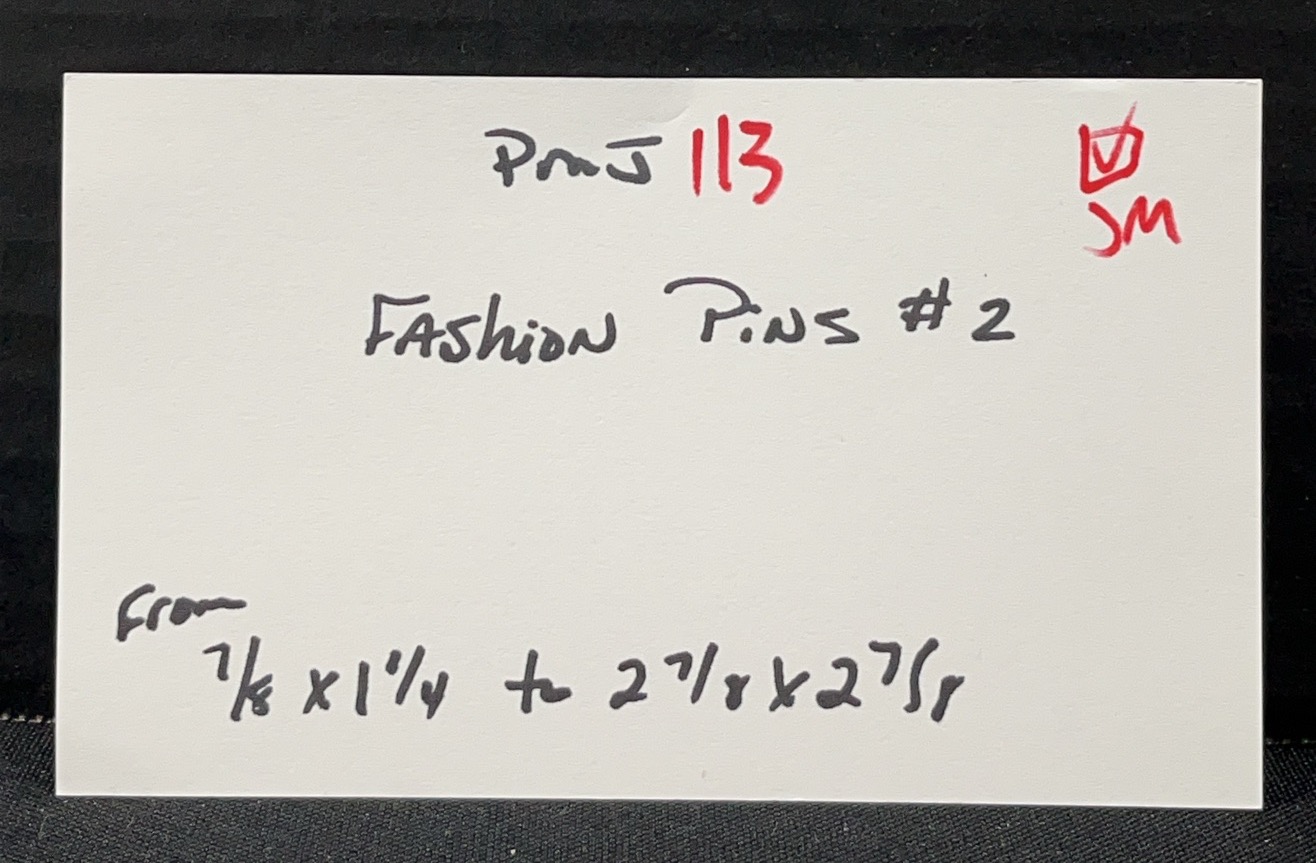 PmJ 113
JM
FAShioN PiNS # 2
From
7/8 x 1 1/4 to 2 7/8 x 2 7/8